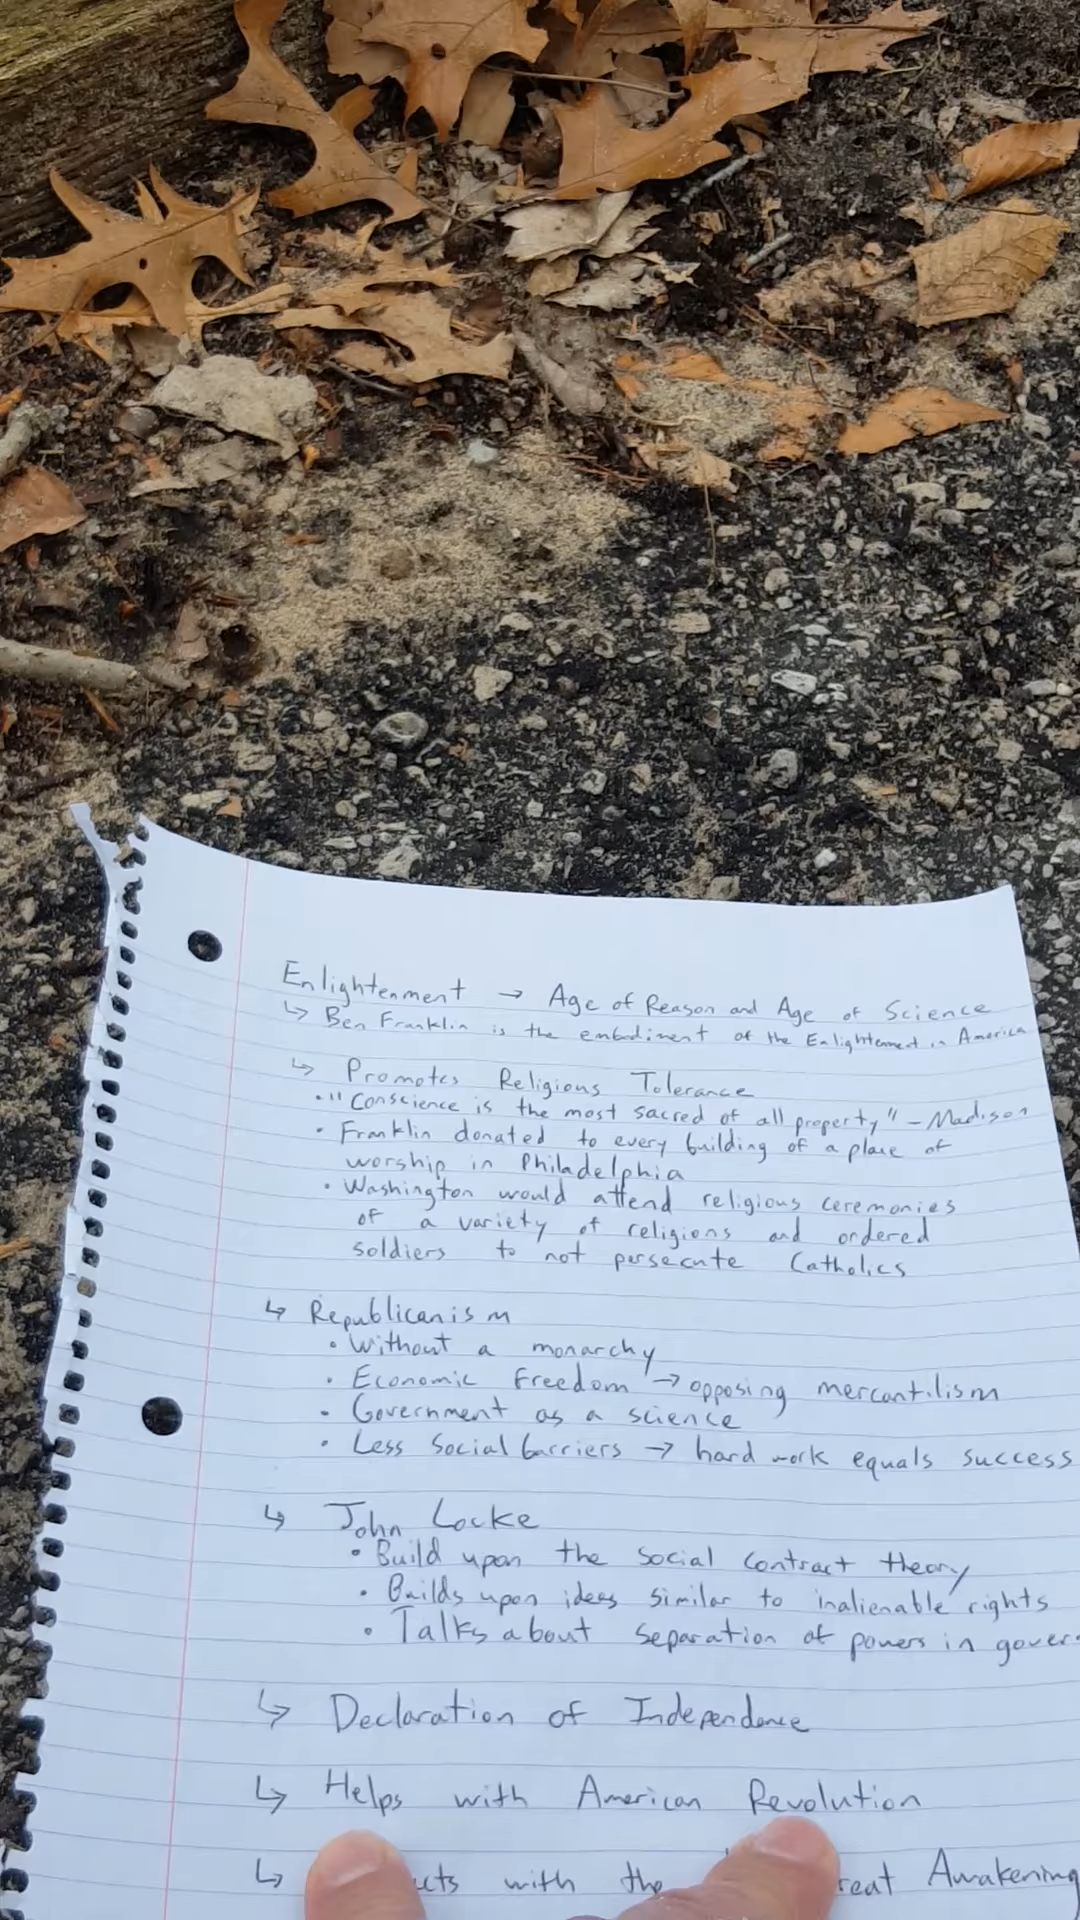 Enlightenment → Age of Reason and Age of Science
↳ Ben Franklin is the embodiment of the Enlightenment in America
↳ Promotes Religious Tolerance
• "Conscience is the most sacred of all property" - Madison
• Franklin donated to every building of a place of
worship in Philadelphia
• Washington would attend religious ceremonies
of a variety of religions and ordered
soldiers to not persecute Catholics
↳ Republicanism
• Without a monarchy
• Economic Freedom → opposing mercantilism
• Government as a science
• Less Social barriers → hard work equals success
↳ John Locke
• Build upon the social contract theory
• Builds upon ideas similar to inalienable rights
• Talks about separation of powers in gover
↳ Declaration of Independence
↳ Helps with American Revolution
↳ with the Awakening